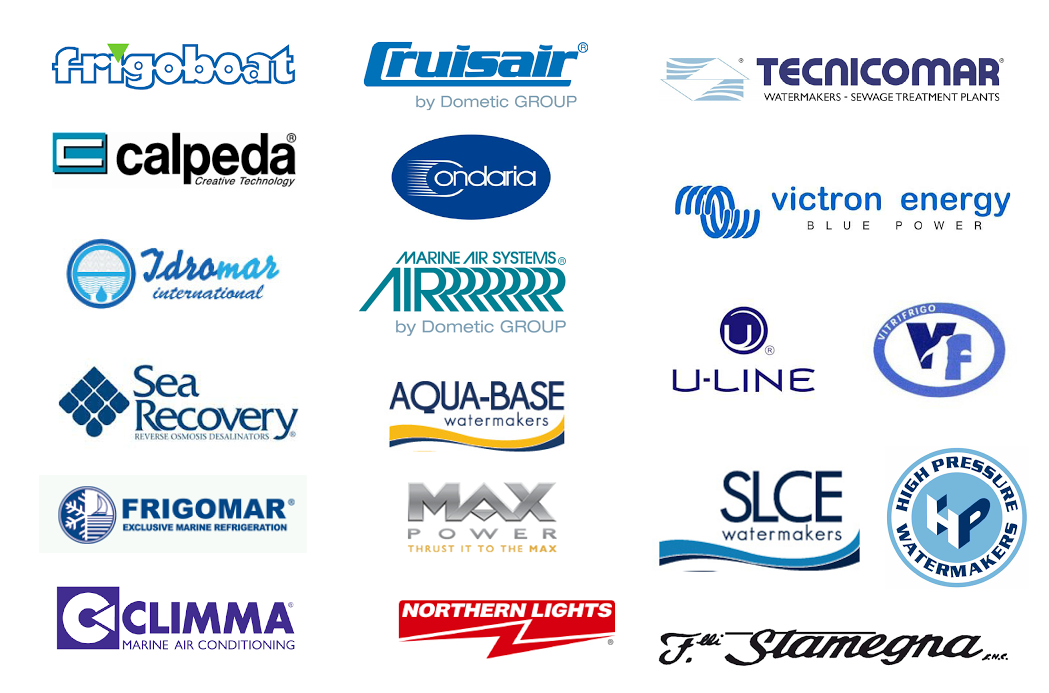 frigoboat
Cruisair®
by Dometic GROUP
TECNICOMAR®
WATERMAKERS - SEWAGE TREATMENT PLANTS
calpeda®
Creative Technology
Condaria
victron energy
BLUE POWER
Idromar
international
MARINE AIR SYSTEMS®
AIR
by Dometic GROUP
U®
U-LINE
VITRIFRIGO
VF
Sea
Recovery®
REVERSE OSMOSIS DESALINATORS
AQUA-BASE
watermakers
FRIGOMAR®
EXCLUSIVE MARINE REFRIGERATION
MAX
POWER
THRUST IT TO THE MAX
SLCE
watermakers
HIGH PRESSURE
HP
WATERMAKERS
CLIMMA®
MARINE AIR CONDITIONING
NORTHERN LIGHTS®
F.lli Stamegna s.n.c.